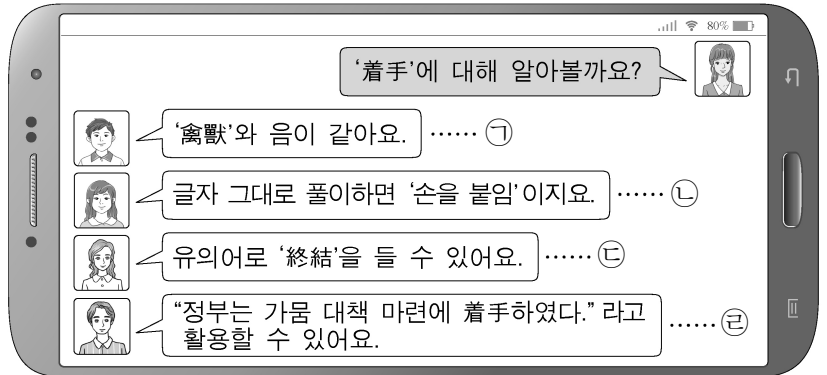 80%
‘着手’에 대해 알아볼까요?
‘禽獸’와 음이 같아요. …… ㉠
글자 그대로 풀이하면 ‘손을 붙임’이지요. …… ㉡
유의어로 ‘終結’을 들 수 있어요. …… ㉢
“정부는 가뭄 대책 마련에 着手하였다.” 라고
활용할 수 있어요. …… ㉣